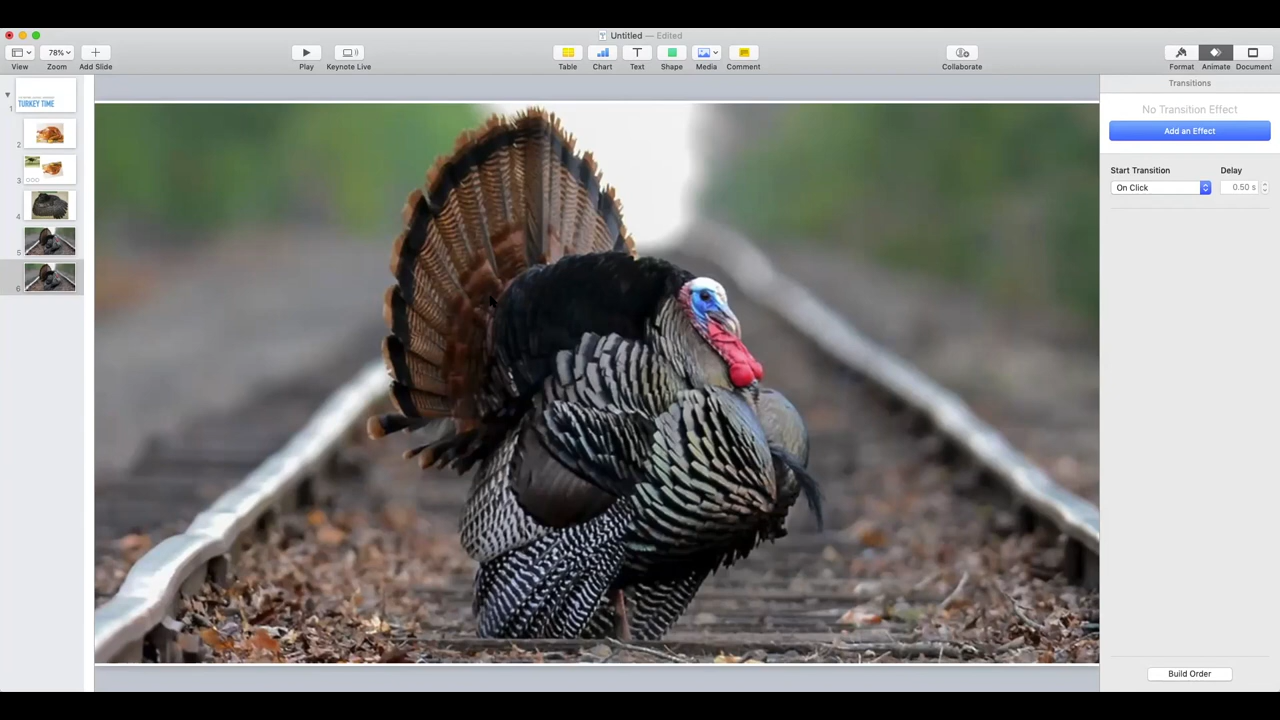 Untitled — Edited
78%
View
Zoom
Add Slide
Play
Keynote Live
Table
Chart
Text
Shape
Media
Comment
Collaborate
Format
Animate
Document
Transitions
No Transition Effect
Add an Effect
Start Transition
Delay
On Click
0.50 s
Build Order
1
TURKEY TIME
2
3
4
5
6